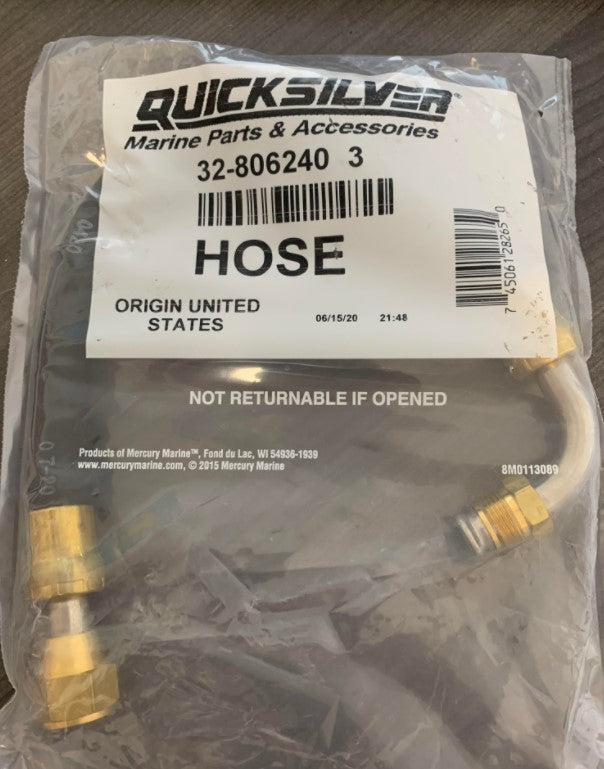 QUICKSILVER
Marine Parts & Accessories
32-806240 3
HOSE
ORIGIN UNITED
STATES
06/15/20 21:48
7 45061 28265 0
NOT RETURNABLE IF OPENED
Products of Mercury Marine™, Fond du Lac, WI 54936-1939
www.mercurymarine.com, © 2015 Mercury Marine
8M0113089